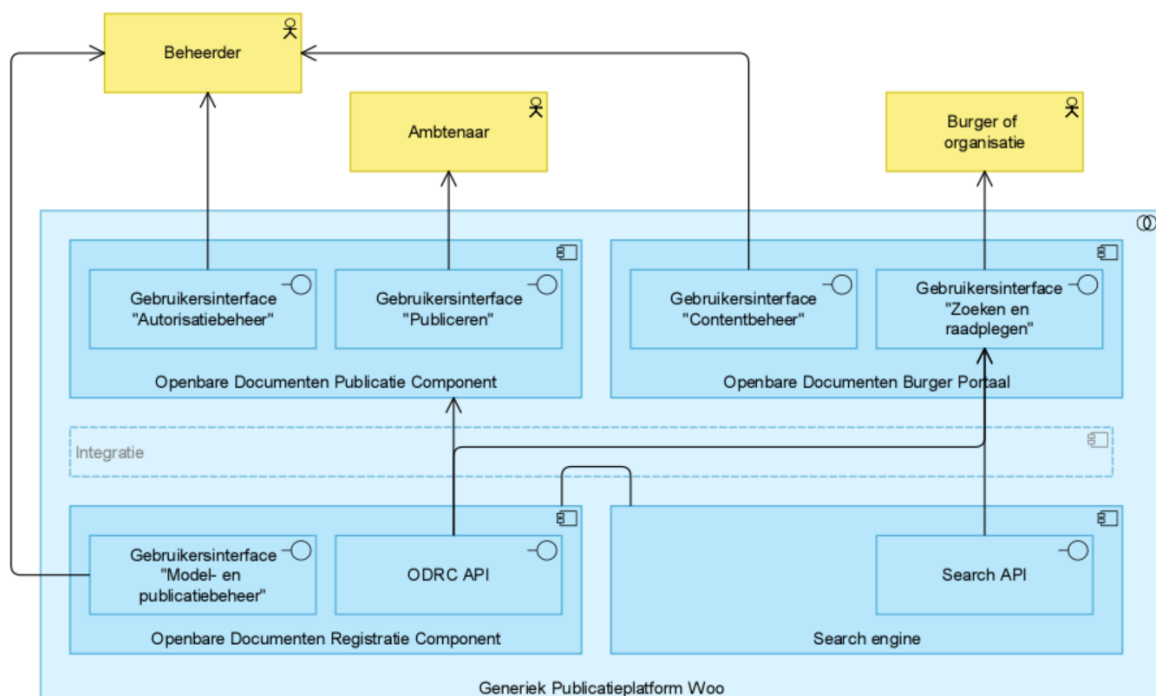 Beheerder
Ambtenaar
Burger of
organisatie
Gebruikersinterface
"Autorisatiebeheer"
Gebruikersinterface
"Publiceren"
Openbare Documenten Publicatie Component
Gebruikersinterface
"Contentbeheer"
Gebruikersinterface
"Zoeken en
raadplegen"
Openbare Documenten Burger Portaal
Integratie
Gebruikersinterface
"Model- en
publicatiebeheer"
ODRC API
Openbare Documenten Registratie Component
Search API
Search engine
Generiek Publicatieplatform Woo